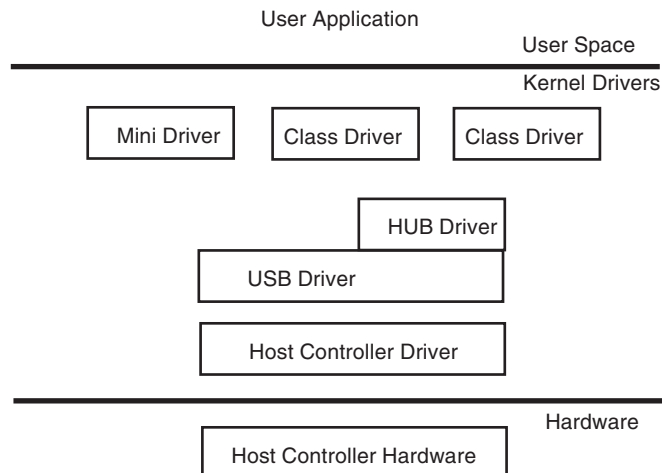 User Application
User Space
Kernel Drivers
Mini Driver
Class Driver
Class Driver
HUB Driver
USB Driver
Host Controller Driver
Hardware
Host Controller Hardware